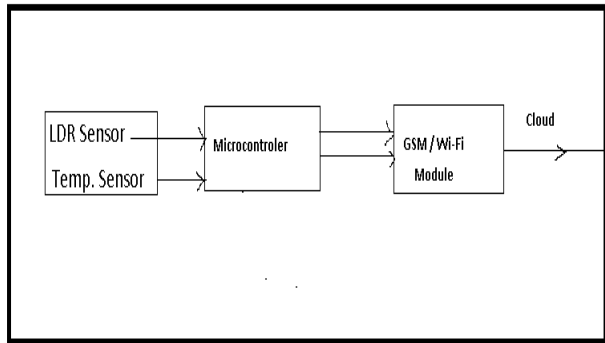 LDR Sensor
Temp. Sensor
Microcontroler
GSM/Wi-Fi
Module
Cloud